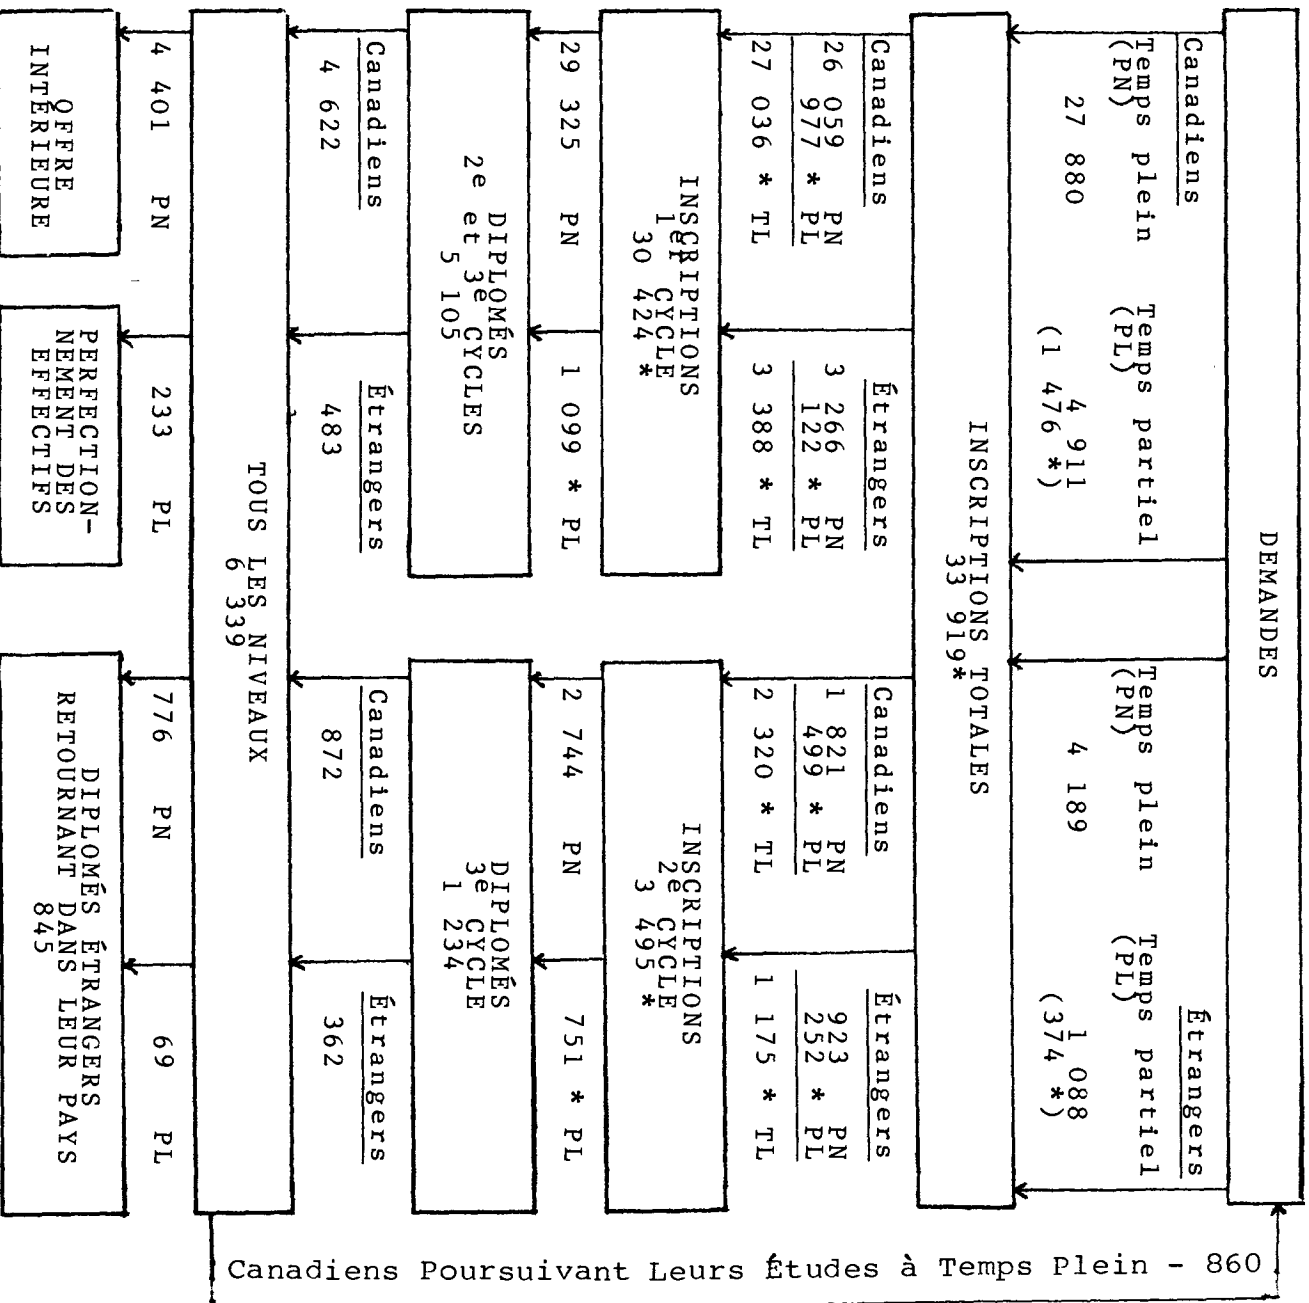 DEMANDES
Canadiens
Étrangers
Temps plein
(PN)
27 880
Temps partiel
(PL)
4 911
(1 476 *)
Temps plein
(PN)
4 189
Temps partiel
(PL)
1 088
(374 *)
INSCRIPTIONS TOTALES
33 919*
Canadiens
26 059 PN
977 * PL
27 036 * TL
Étrangers
3 266 PN
122 * PL
3 388 * TL
Canadiens
1 821 PN
499 * PL
2 320 * TL
Étrangers
923 PN
252 * PL
1 175 * TL
INSCRIPTIONS
1er CYCLE
30 424*
INSCRIPTIONS
2e CYCLE
3 495*
29 325 PN
1 099 * PL
2 744 PN
751 * PL
DIPLOMÉS
2e et 3e CYCLES
5 105
DIPLOMÉS
3e CYCLE
1 234
Canadiens
4 622
Étrangers
483
Canadiens
872
Étrangers
362
TOUS LES NIVEAUX
6 339
4 401 PN
233 PL
776 PN
69 PL
OFFRE
INTÉRIEURE
PERFECTION-
NEMENT DES
EFFECTIFS
DIPLOMÉS ÉTRANGERS
RETOURNANT DANS LEUR PAYS
845
Canadiens Poursuivant Leurs Études à Temps Plein - 860